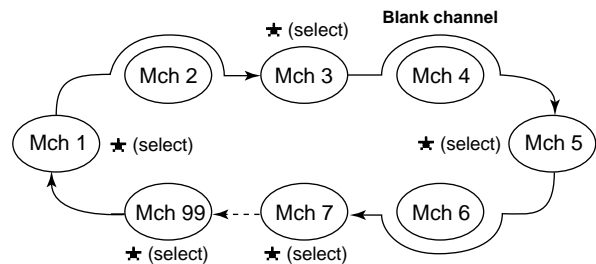 ★ (select)
Blank channel
Mch 2
Mch 3
Mch 4
Mch 1
★ (select)
★ (select)
Mch 5
Mch 99
Mch 7
Mch 6
★ (select)
★ (select)